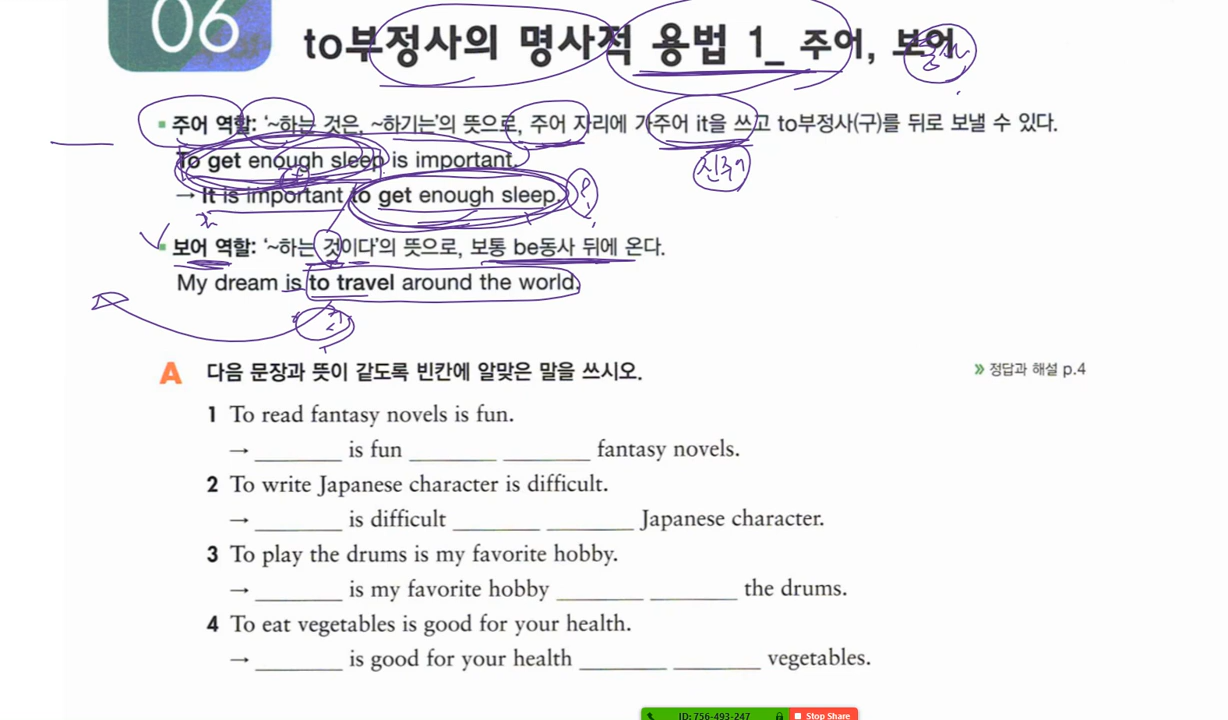 06
to부정사의 명사적 용법 1_ 주어, 보어
주어 역할: '~하는 것은, ~하기는'의 뜻으로, 주어 자리에 가주어 it을 쓰고 to부정사(구)를 뒤로 보낼 수 있다.
To get enough sleep is important.
진주어
→ It is important to get enough sleep.
보어 역할: '~하는 것이다'의 뜻으로, 보통 be동사 뒤에 온다.
My dream is to travel around the world.
A 다음 문장과 뜻이 같도록 빈칸에 알맞은 말을 쓰시오.
» 정답과 해설 p.4
1 To read fantasy novels is fun.
→ ________ is fun ________ ________ fantasy novels.
2 To write Japanese character is difficult.
→ ________ is difficult ________ ________ Japanese character.
3 To play the drums is my favorite hobby.
→ ________ is my favorite hobby ________ ________ the drums.
4 To eat vegetables is good for your health.
→ ________ is good for your health ________ ________ vegetables.
ID: 756-493-247 Stop Share